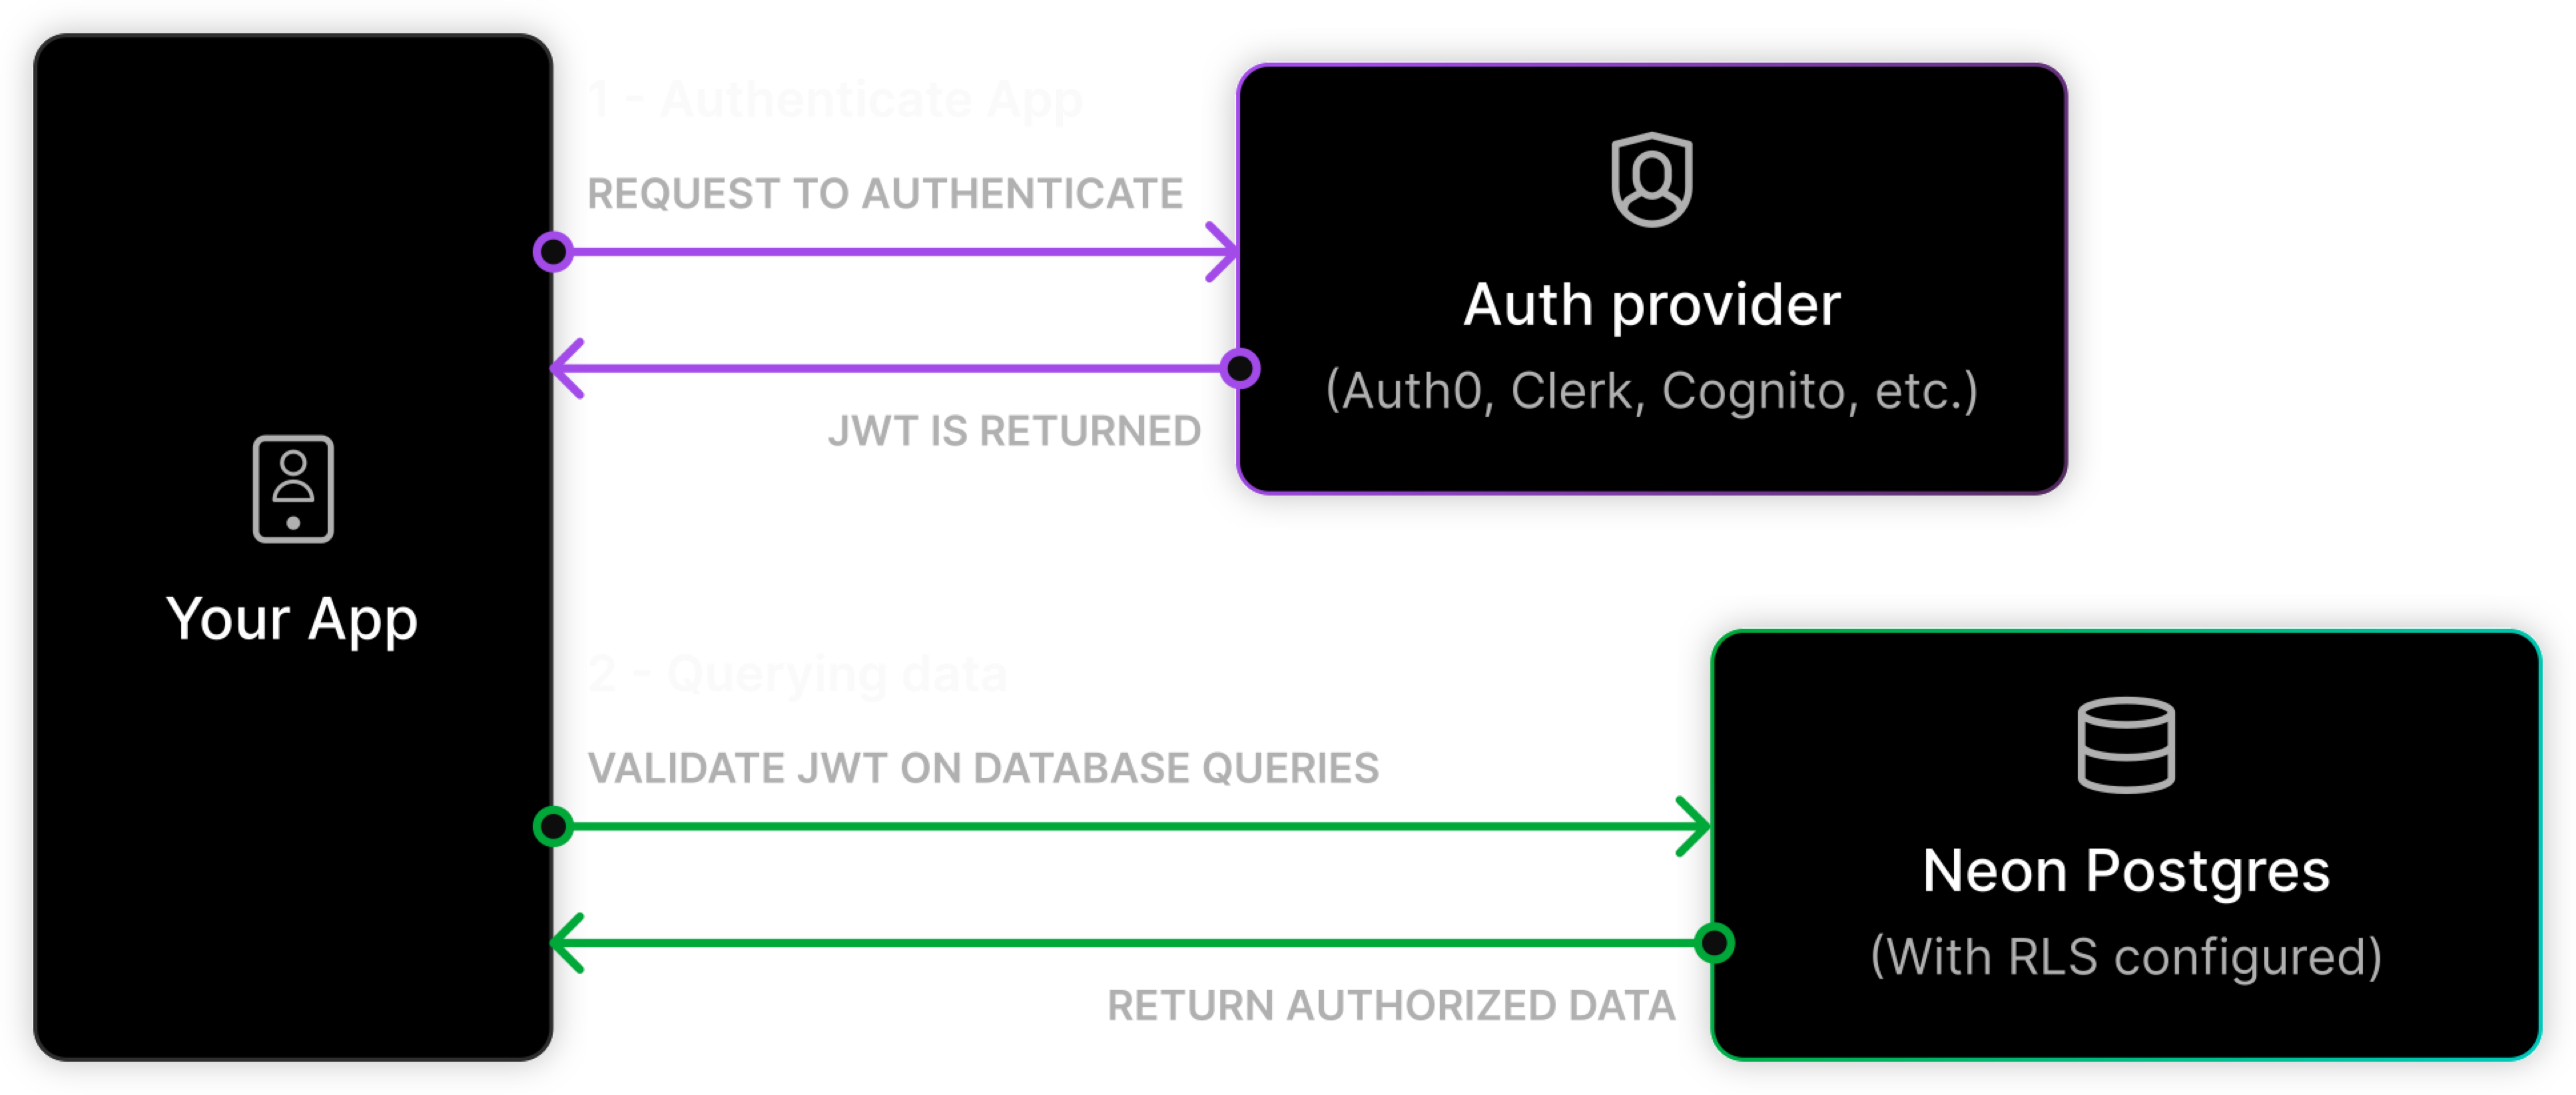 Your App
1 - Authenticate App
REQUEST TO AUTHENTICATE
JWT IS RETURNED
Auth provider
(Auth0, Clerk, Cognito, etc.)
2 - Querying data
VALIDATE JWT ON DATABASE QUERIES
RETURN AUTHORIZED DATA
Neon Postgres
(With RLS configured)